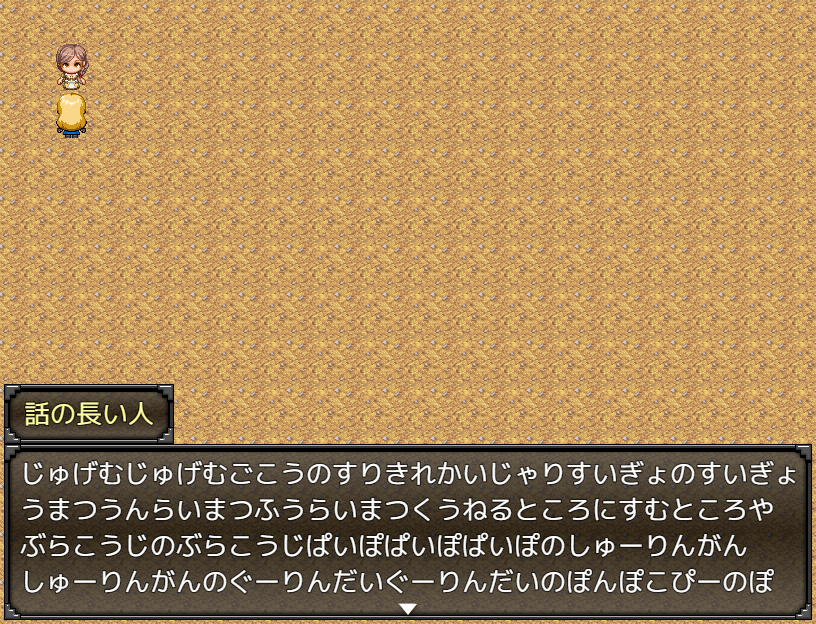 話の長い人
じゅげむじゅげむごこうのすりきれかいじゃりすいぎょのすいぎょ
うまつうんらいまつふうらいまつくうねるところにすむところや
ぶらこうじのぶらこうじぱいぽぱいぽぱいぽのしゅーりんがん
しゅーりんがんのぐーりんだいぐーりんだいのぽんぽこぴーのぽ